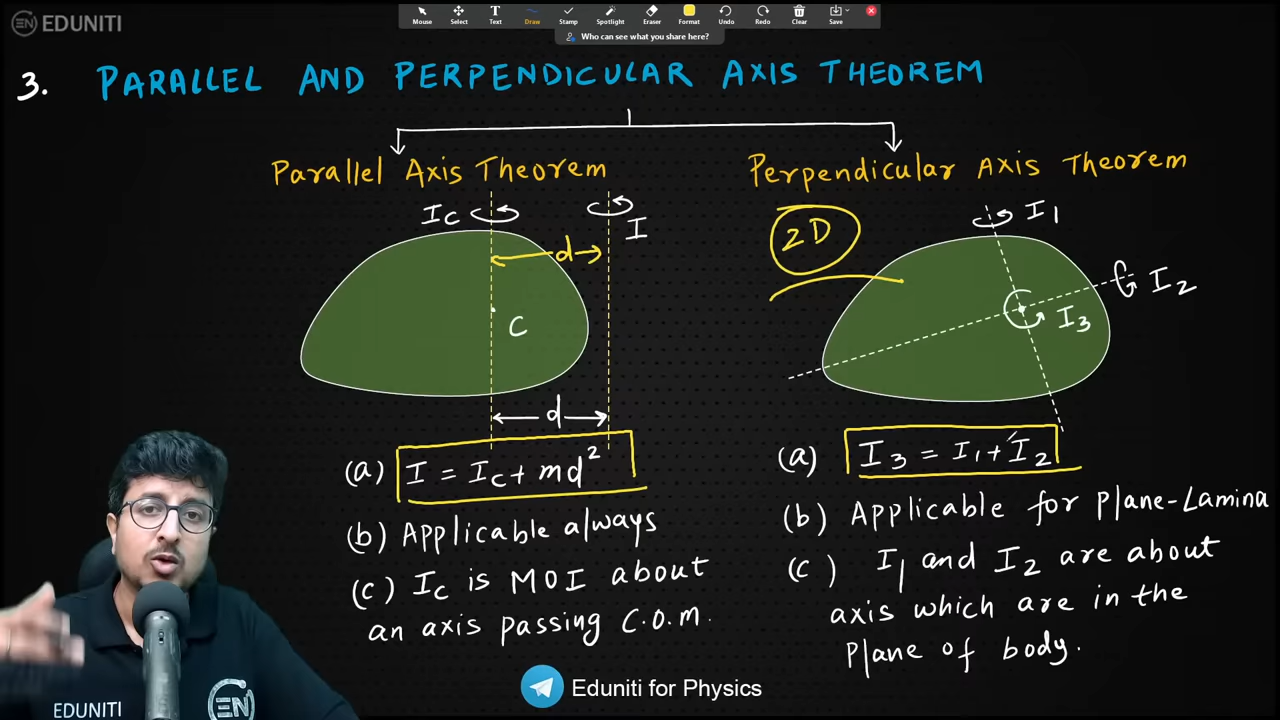 EDUNITI
Mouse
Select
Text
Draw
Stamp
Spotlight
Eraser
Format
Undo
Redo
Clear
Save
Who can see what you share here?
3. PARALLEL AND PERPENDICULAR AXIS THEOREM
Parallel Axis Theorem
Ic
I
d
C
d
(a) I = Ic + md²
(b) Applicable always
(c) Ic is MOI about
an axis passing C.O.M.
Perpendicular Axis Theorem
2D
I1
I2
I3
(a) I3 = I1 + I2
(b) Applicable for Plane-Lamina
(c) I1 and I2 are about
axis which are in the
Plane of body.
Eduniti for Physics
EDUNITI
EN